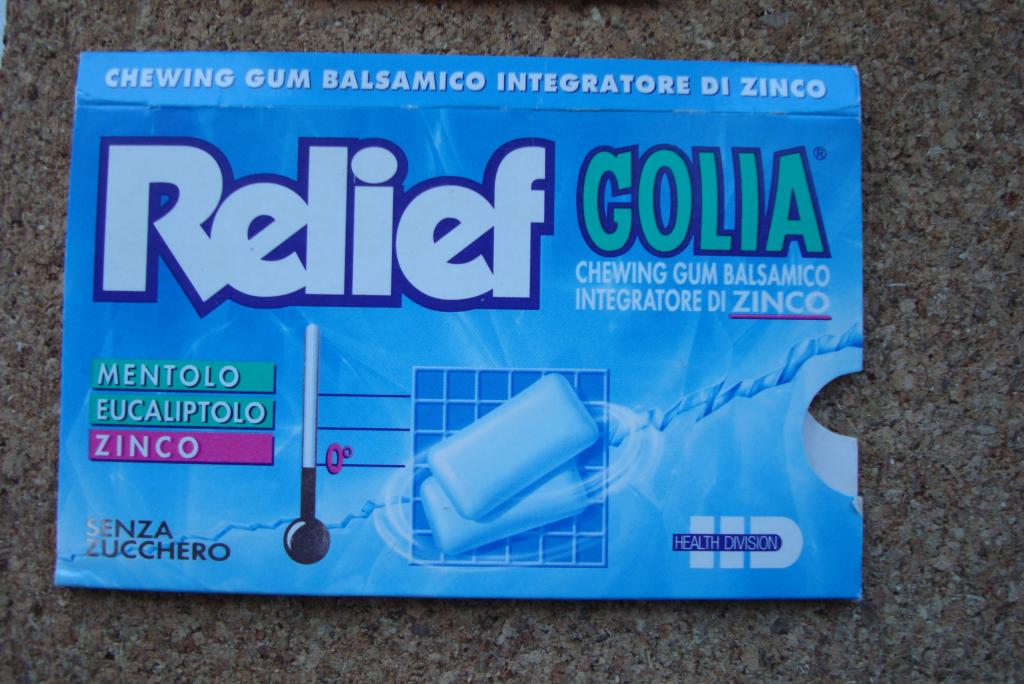 CHEWING GUM BALSAMICO INTEGRATORE DI ZINCO
Relief GOLIA®
CHEWING GUM BALSAMICO
INTEGRATORE DI ZINCO
MENTOLO
EUCALIPTOLO
ZINCO
0°
SENZA
ZUCCHERO
HD
HEALTH DIVISION